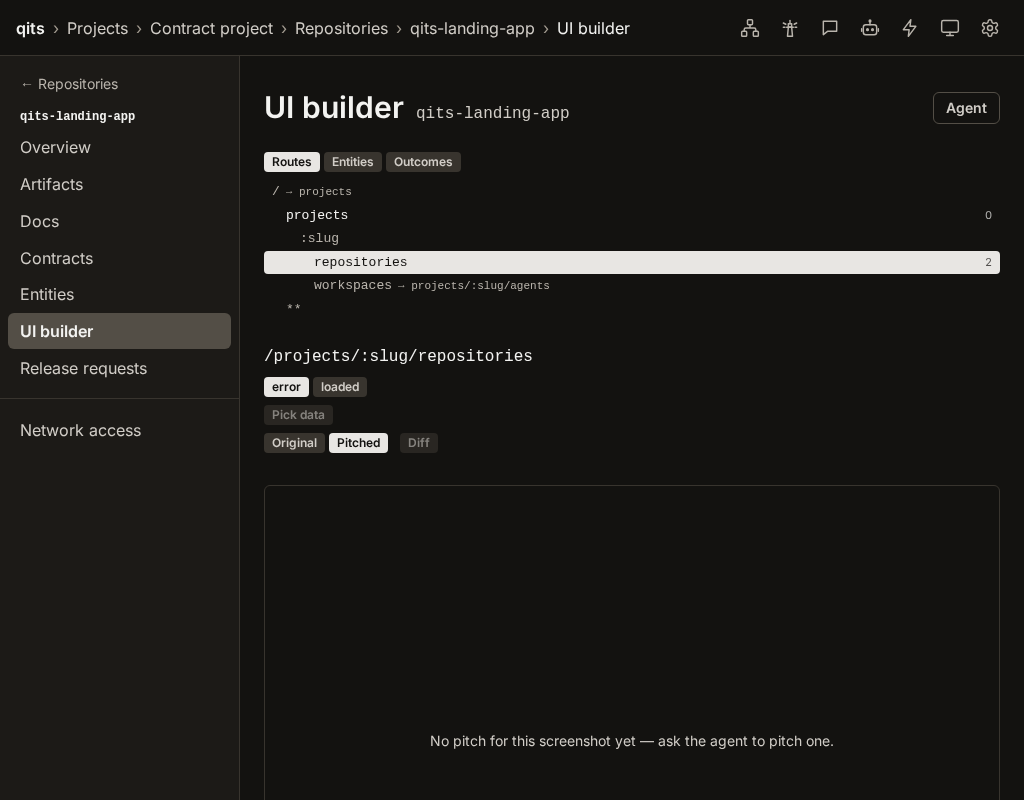 qits › Projects › Contract project › Repositories › qits-landing-app › UI builder
← Repositories
qits-landing-app
Overview
Artifacts
Docs
Contracts
Entities
UI builder
Release requests
Network access
UI builder qits-landing-app
Agent
Routes Entities Outcomes
/ → projects
projects 0
:slug
repositories 2
workspaces → projects/:slug/agents
**
/projects/:slug/repositories
error loaded
Pick data
Original Pitched Diff
No pitch for this screenshot yet — ask the agent to pitch one.